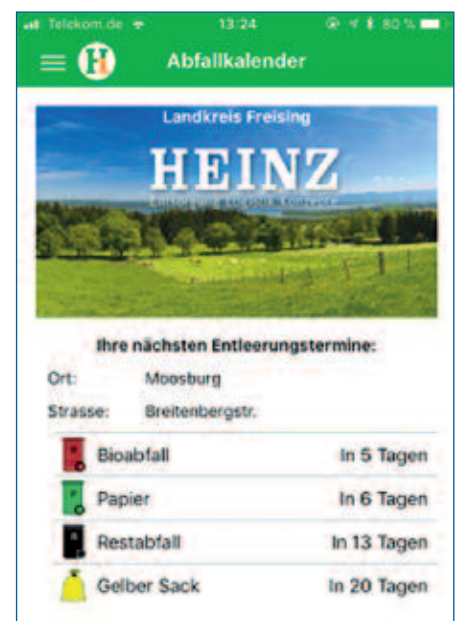 Telekom.de 13:24 80 %
H Abfallkalender
Landkreis Freising
HEINZ
Ihre nächsten Entleerungstermine:
Ort: Moosburg
Strasse: Breitenbergstr.
Bioabfall In 5 Tagen
Papier In 6 Tagen
Restabfall In 13 Tagen
Gelber Sack In 20 Tagen